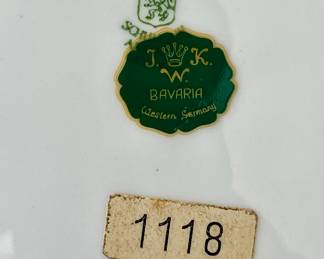 J. K.
W.
BAVARIA
Western Germany
1118